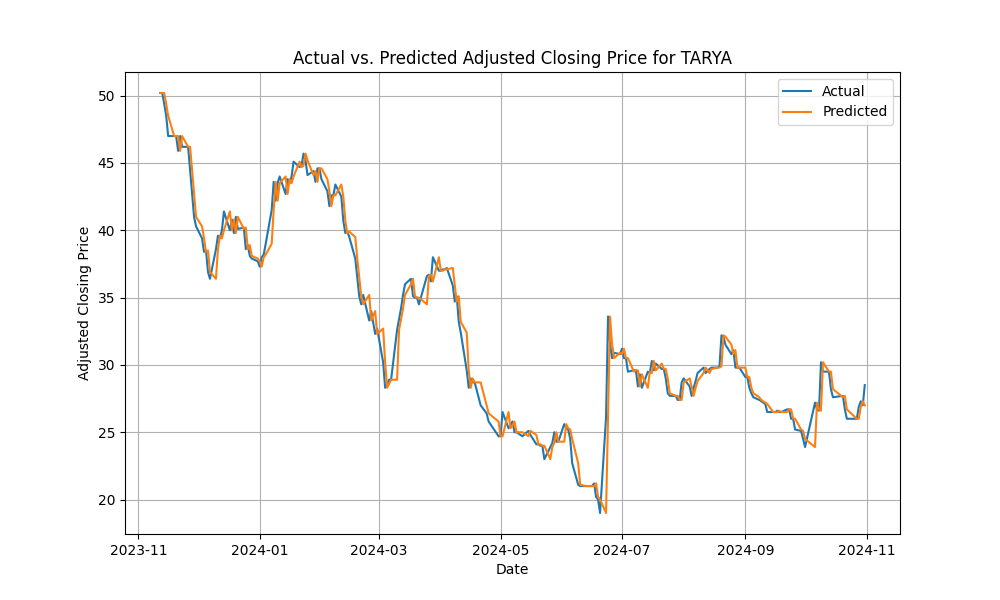 Actual vs. Predicted Adjusted Closing Price for TARYA
Actual
Predicted
Adjusted Closing Price
50
45
40
35
30
25
20
2023-11
2024-01
2024-03
2024-05
2024-07
2024-09
2024-11
Date